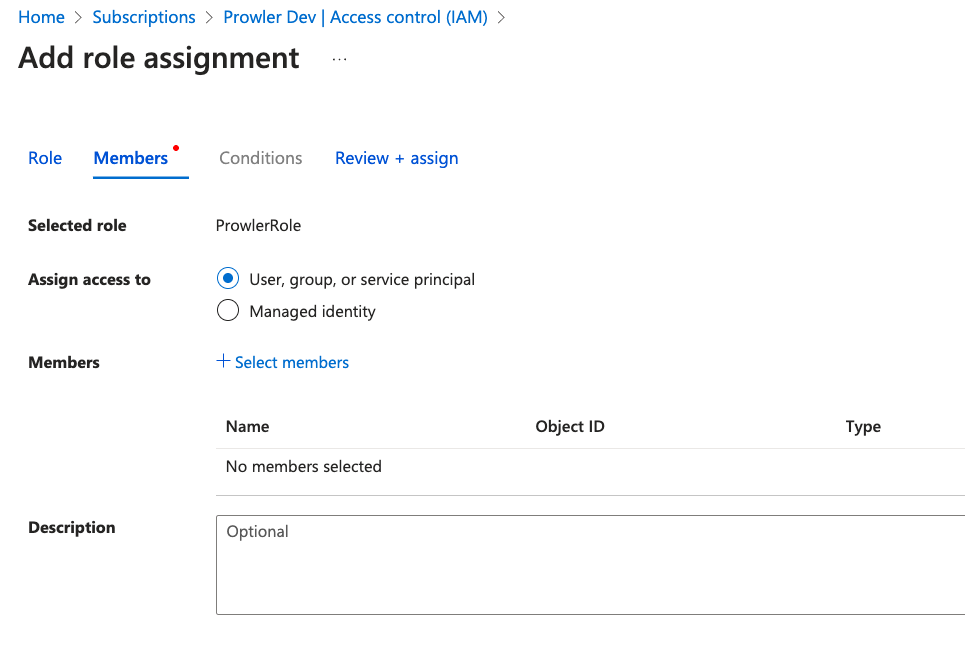 Home > Subscriptions > Prowler Dev | Access control (IAM) >
Add role assignment ...
Role Members Conditions Review + assign
Selected role ProwlerRole
Assign access to User, group, or service principal
Managed identity
Members + Select members
Name Object ID Type
No members selected
Description Optional